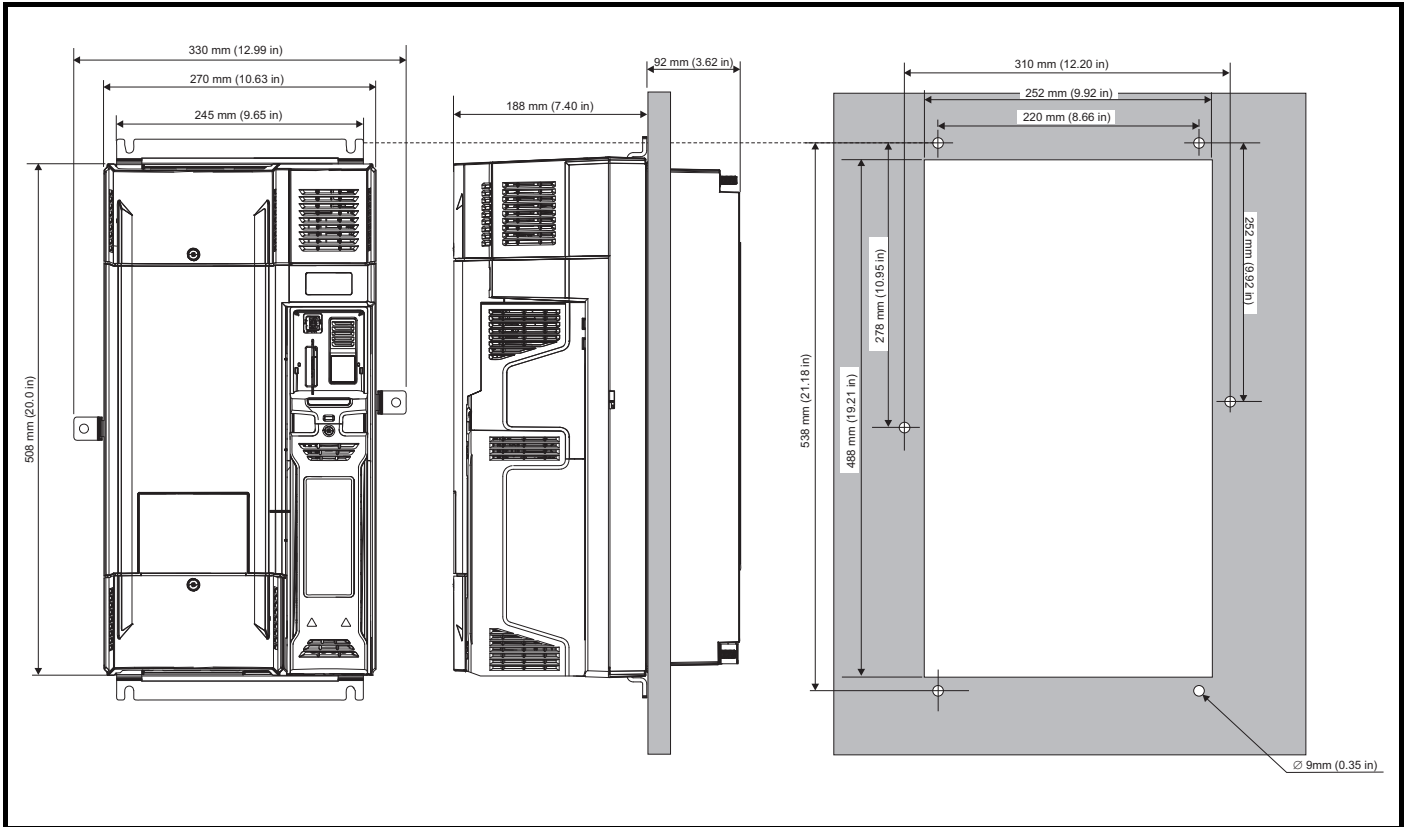 330 mm (12.99 in)
270 mm (10.63 in)
245 mm (9.65 in)
508 mm (20.0 in)
92 mm (3.62 in)
188 mm (7.40 in)
310 mm (12.20 in)
252 mm (9.92 in)
220 mm (8.66 in)
252 mm (9.92 in)
278 mm (10.95 in)
538 mm (21.18 in)
488 mm (19.21 in)
∅ 9mm (0.35 in)